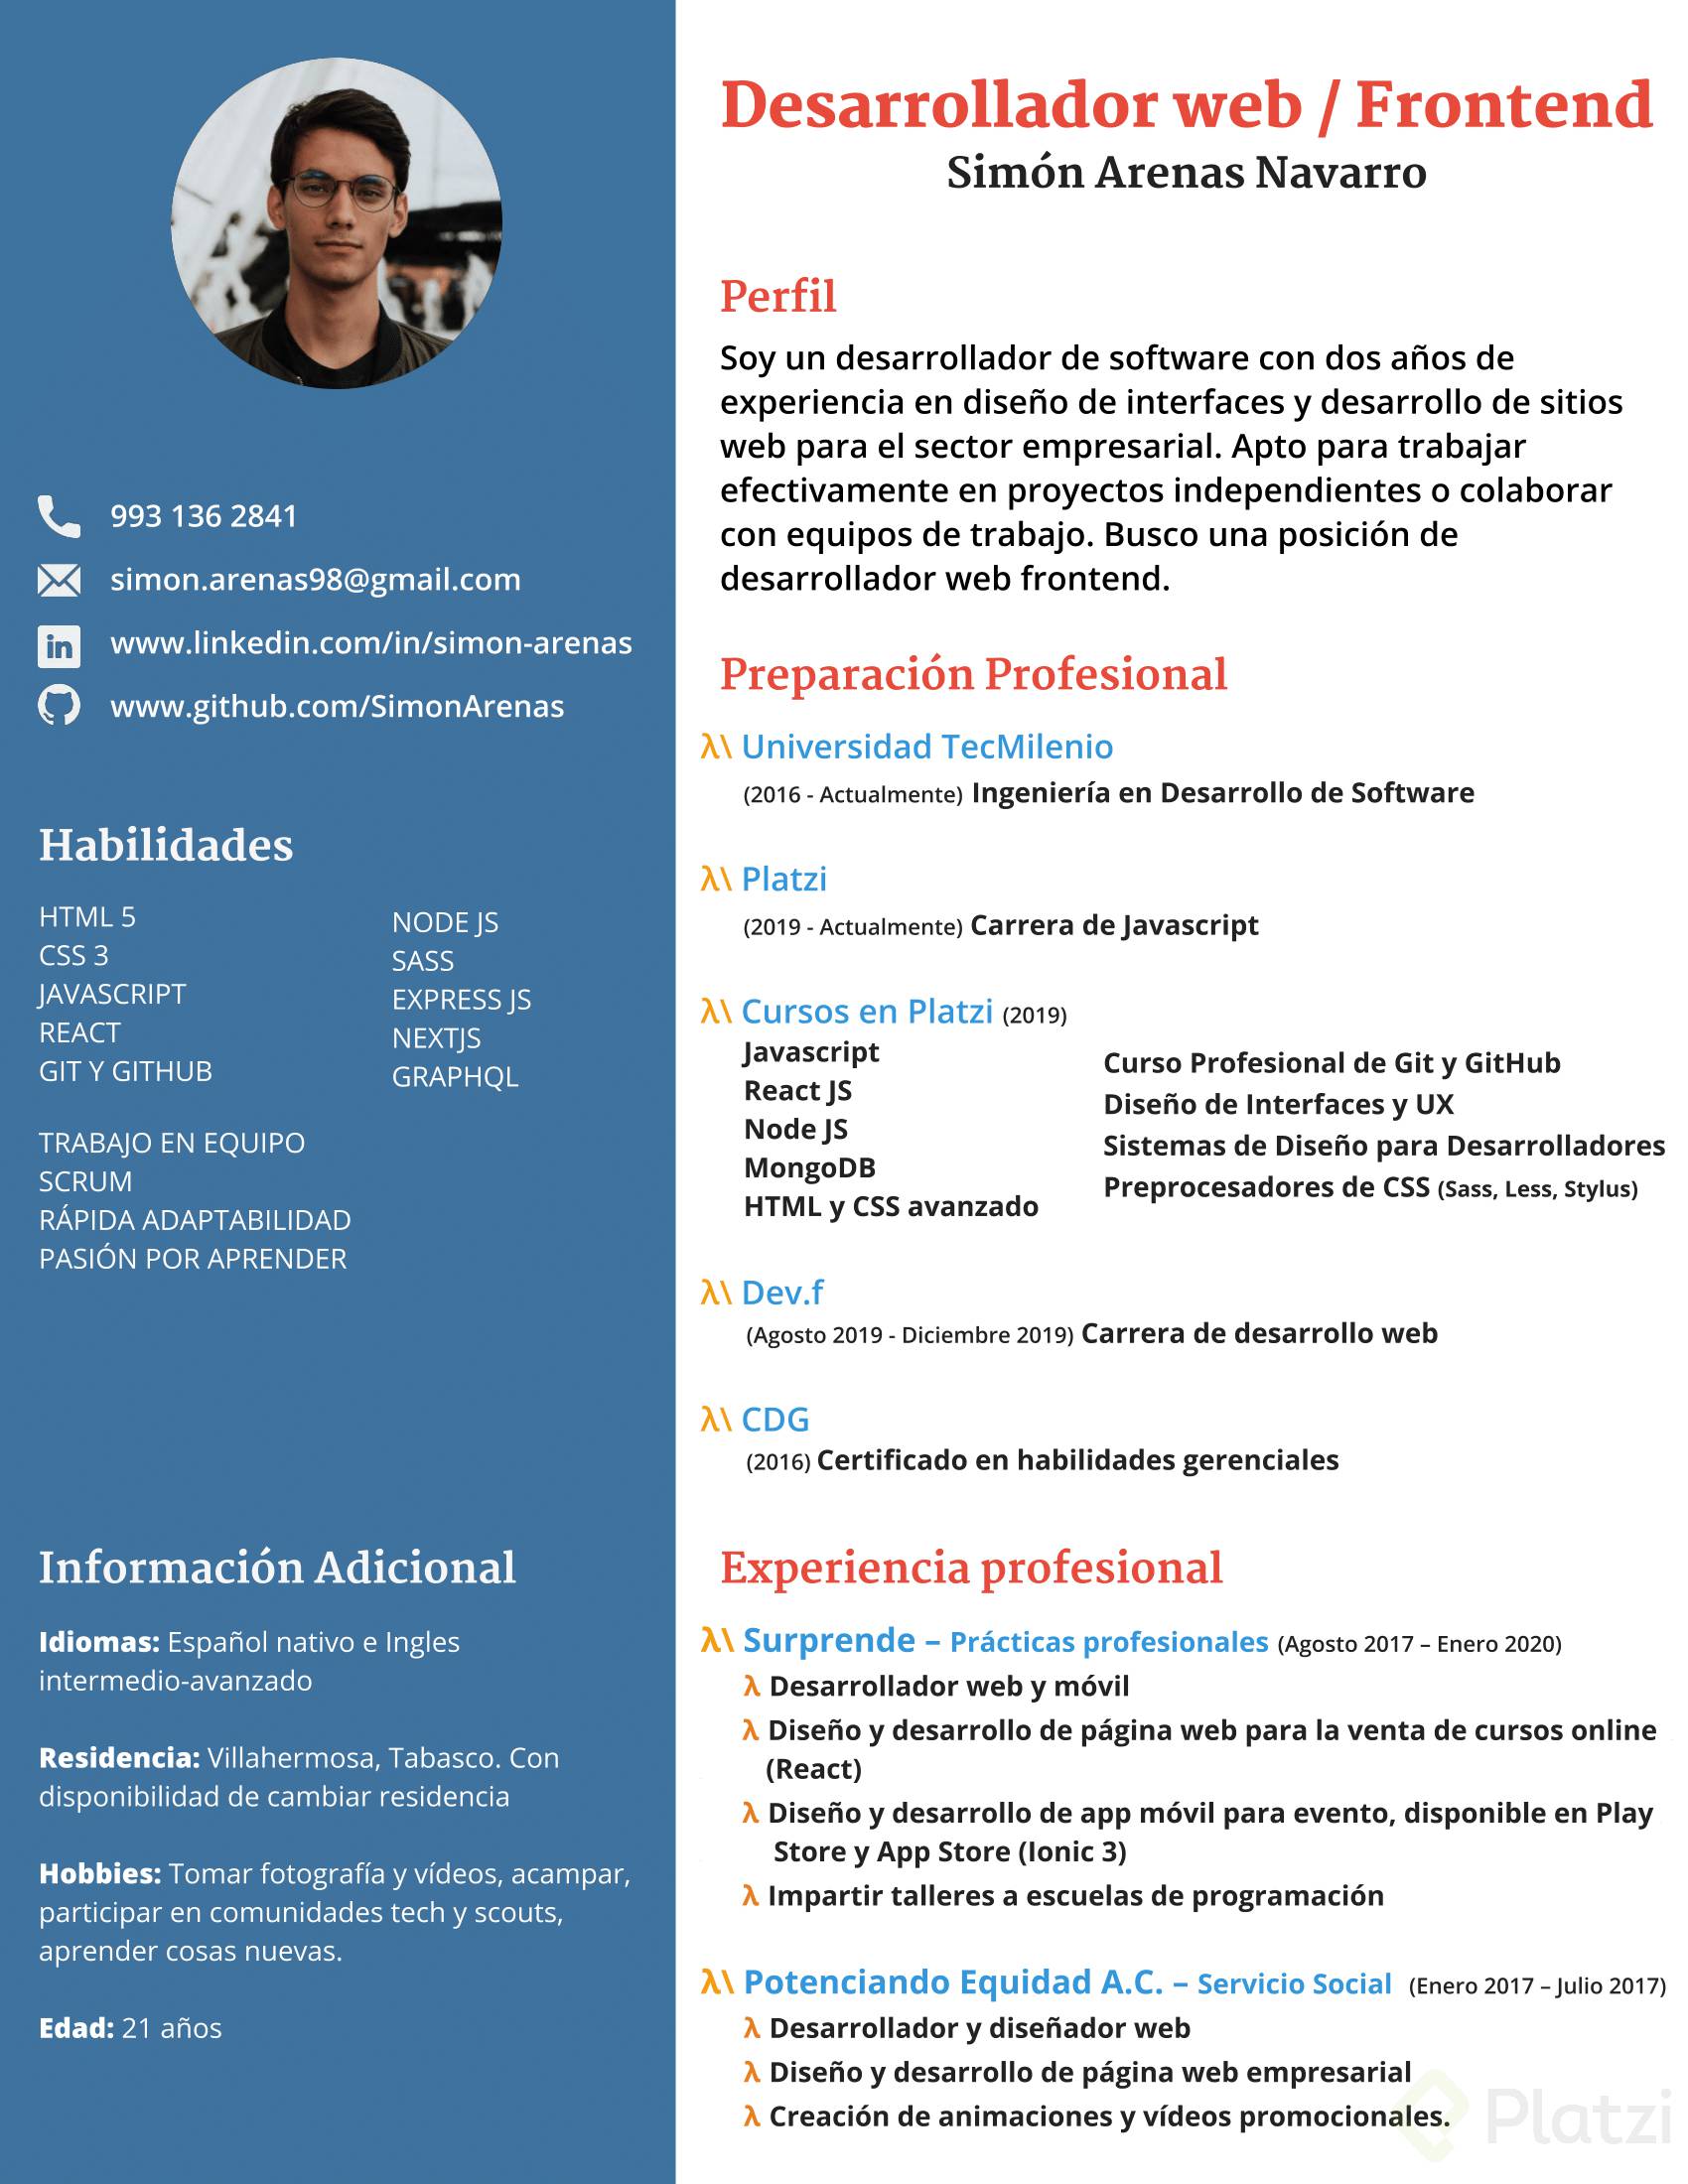 993 136 2841
simon.arenas98@gmail.com
www.linkedin.com/in/simon-arenas
www.github.com/SimonArenas
Habilidades
HTML 5
CSS 3
JAVASCRIPT
REACT
GIT Y GITHUB
NODE JS
SASS
EXPRESS JS
NEXTJS
GRAPHQL
TRABAJO EN EQUIPO
SCRUM
RÁPIDA ADAPTABILIDAD
PASIÓN POR APRENDER
Información Adicional
Idiomas: Español nativo e Ingles
intermedio-avanzado
Residencia: Villahermosa, Tabasco. Con
disponibilidad de cambiar residencia
Hobbies: Tomar fotografía y vídeos, acampar,
participar en comunidades tech y scouts,
aprender cosas nuevas.
Edad: 21 años
Desarrollador web / Frontend
Simón Arenas Navarro
Perfil
Soy un desarrollador de software con dos años de
experiencia en diseño de interfaces y desarrollo de sitios
web para el sector empresarial. Apto para trabajar
efectivamente en proyectos independientes o colaborar
con equipos de trabajo. Busco una posición de
desarrollador web frontend.
Preparación Profesional
λ\ Universidad TecMilenio
(2016 - Actualmente) Ingeniería en Desarrollo de Software
λ\ Platzi
(2019 - Actualmente) Carrera de Javascript
λ\ Cursos en Platzi (2019)
Javascript
React JS
Node JS
MongoDB
HTML y CSS avanzado
Curso Profesional de Git y GitHub
Diseño de Interfaces y UX
Sistemas de Diseño para Desarrolladores
Preprocesadores de CSS (Sass, Less, Stylus)
λ\ Dev.f
(Agosto 2019 - Diciembre 2019) Carrera de desarrollo web
λ\ CDG
(2016) Certificado en habilidades gerenciales
Experiencia profesional
λ\ Surprende – Prácticas profesionales (Agosto 2017 – Enero 2020)
λ Desarrollador web y móvil
λ Diseño y desarrollo de página web para la venta de cursos online
(React)
λ Diseño y desarrollo de app móvil para evento, disponible en Play
Store y App Store (Ionic 3)
λ Impartir talleres a escuelas de programación
λ\ Potenciando Equidad A.C. – Servicio Social (Enero 2017 – Julio 2017)
λ Desarrollador y diseñador web
λ Diseño y desarrollo de página web empresarial
λ Creación de animaciones y vídeos promocionales.
Platzi